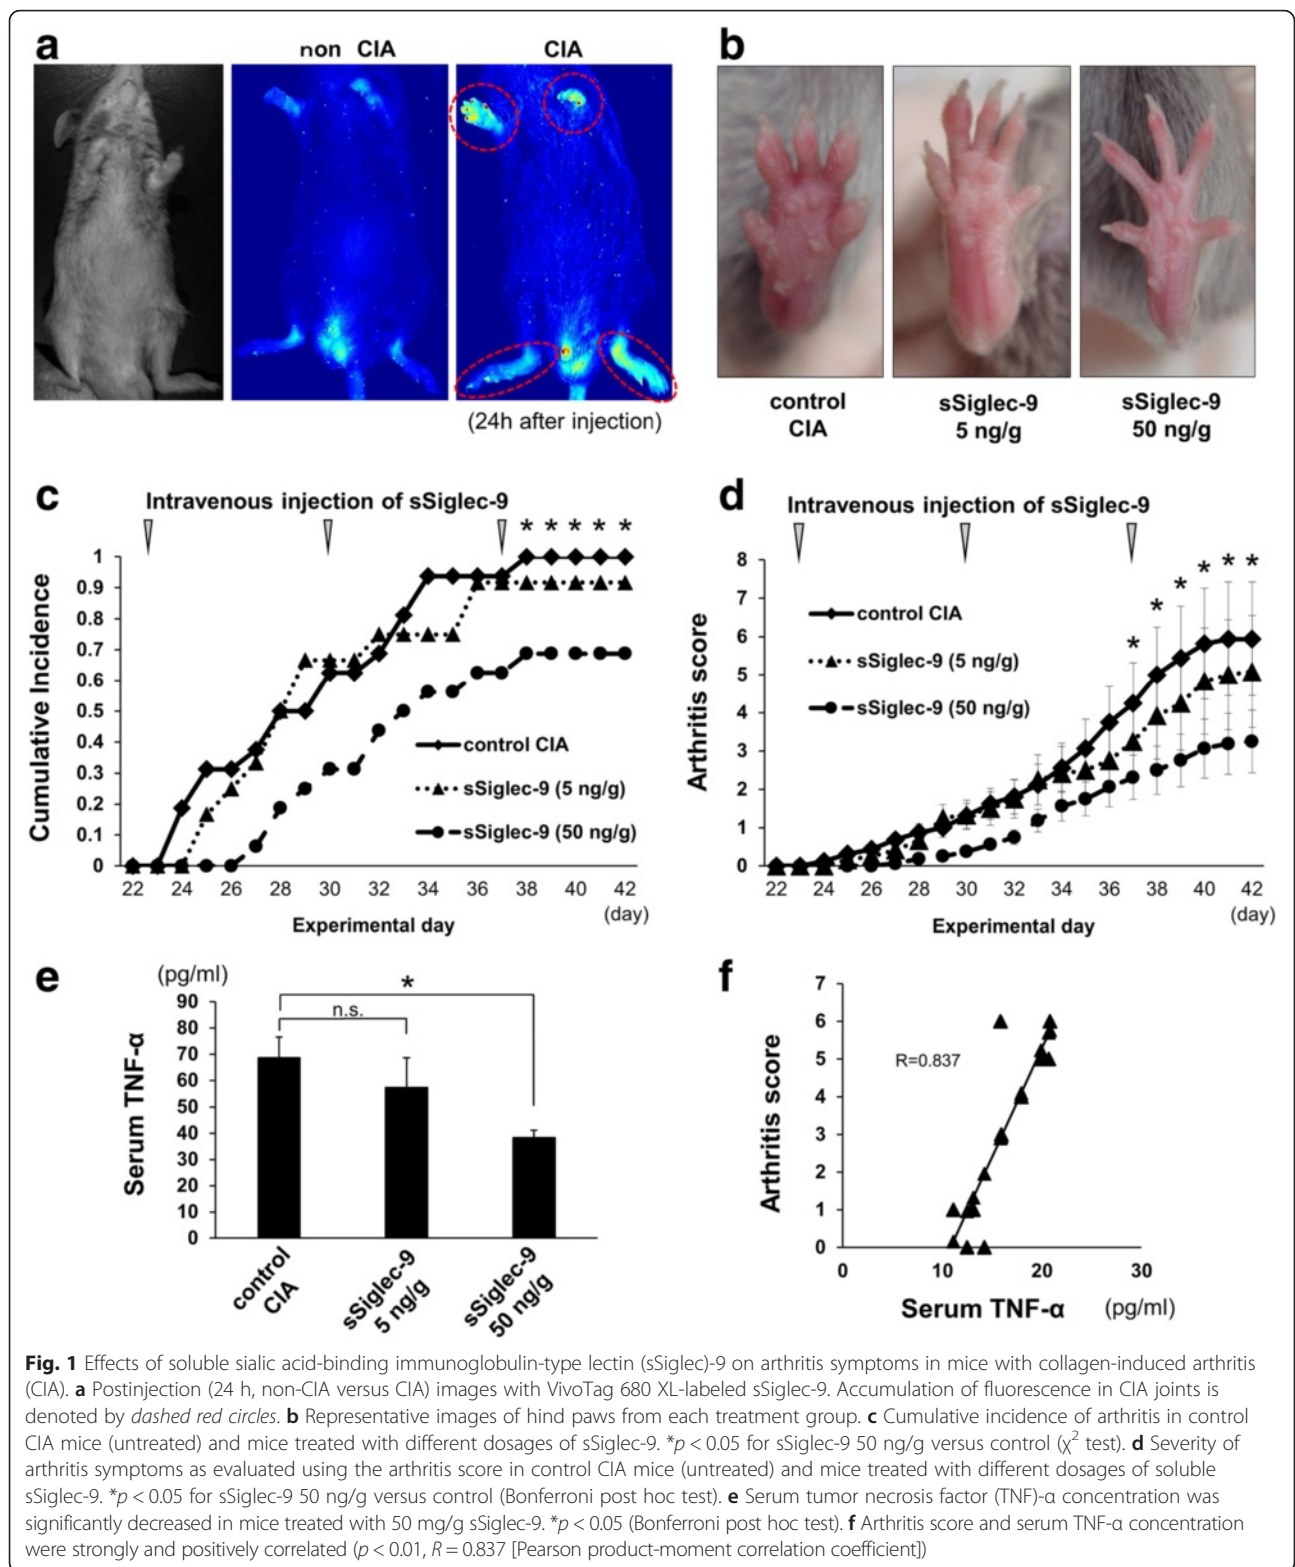 a
non CIA
CIA
(24h after injection)
b
control
CIA
sSiglec-9
5 ng/g
sSiglec-9
50 ng/g
c
Intravenous injection of sSiglec-9
* * * * *
Cumulative Incidence
1
0.9
0.8
0.7
0.6
0.5
0.4
0.3
0.2
0.1
0
control CIA
sSiglec-9 (5 ng/g)
sSiglec-9 (50 ng/g)
22 24 26 28 30 32 34 36 38 40 42
(day)
Experimental day
d
Intravenous injection of sSiglec-9
* * * * * *
Arthritis score
8
7
6
5
4
3
2
1
0
control CIA
sSiglec-9 (5 ng/g)
sSiglec-9 (50 ng/g)
22 24 26 28 30 32 34 36 38 40 42
(day)
Experimental day
e
(pg/ml)
Serum TNF-α
90
80
70
60
50
40
30
20
10
0
*
n.s.
control
CIA
sSiglec-9
5 ng/g
sSiglec-9
50 ng/g
f
Arthritis score
7
6
5
4
3
2
1
0
R=0.837
0 10 20 30
Serum TNF-α (pg/ml)
Fig. 1 Effects of soluble sialic acid-binding immunoglobulin-type lectin (sSiglec)-9 on arthritis symptoms in mice with collagen-induced arthritis
(CIA). a Postinjection (24 h, non-CIA versus CIA) images with VivoTag 680 XL-labeled sSiglec-9. Accumulation of fluorescence in CIA joints is
denoted by dashed red circles. b Representative images of hind paws from each treatment group. c Cumulative incidence of arthritis in control
CIA mice (untreated) and mice treated with different dosages of sSiglec-9. *p < 0.05 for sSiglec-9 50 ng/g versus control (χ² test). d Severity of
arthritis symptoms as evaluated using the arthritis score in control CIA mice (untreated) and mice treated with different dosages of soluble
sSiglec-9. *p < 0.05 for sSiglec-9 50 ng/g versus control (Bonferroni post hoc test). e Serum tumor necrosis factor (TNF)-α concentration was
significantly decreased in mice treated with 50 mg/g sSiglec-9. *p < 0.05 (Bonferroni post hoc test). f Arthritis score and serum TNF-α concentration
were strongly and positively correlated (p < 0.01, R = 0.837 [Pearson product-moment correlation coefficient])